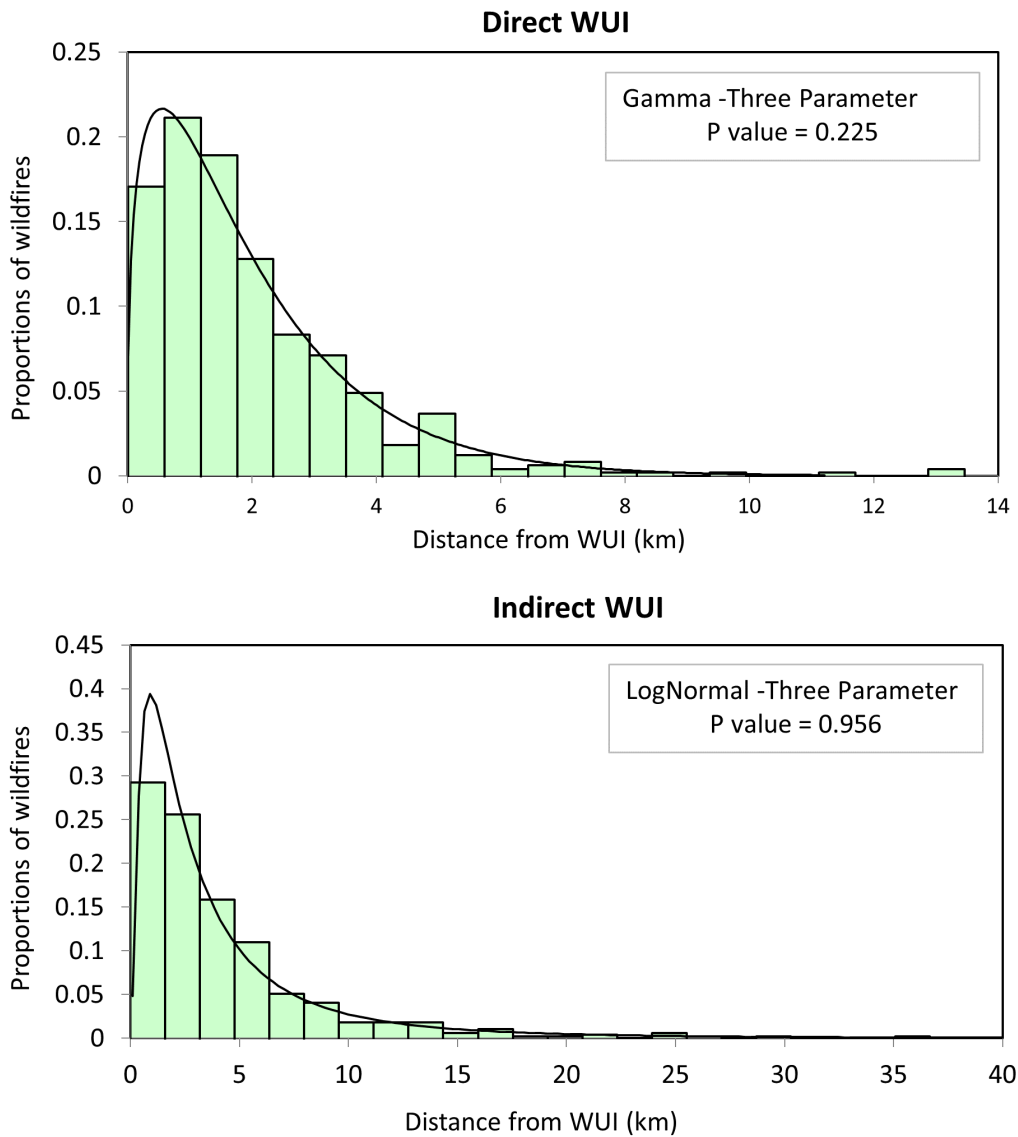 Direct WUI
0.25
0.2
0.15
0.1
0.05
0
Proportions of wildfires
Gamma -Three Parameter
P value = 0.225
0 2 4 6 8 10 12 14
Distance from WUI (km)
Indirect WUI
0.45
0.4
0.35
0.3
0.25
0.2
0.15
0.1
0.05
0
Proportions of wildfires
LogNormal -Three Parameter
P value = 0.956
0 5 10 15 20 25 30 35 40
Distance from WUI (km)